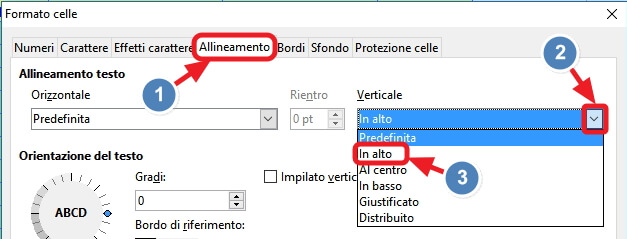 Formato celle
Numeri Carattere Effetti carattere Allineamento Bordi Sfondo Protezione celle
1
2
Allineamento testo
Orizzontale Rientro Verticale
Predefinita 0 pt In alto
Predefinita
In alto
3
Al centro
In basso
Giustificato
Distribuito
Orientazione del testo
Gradi: Impilato vertic
0
ABCD
Bordo di riferimento: